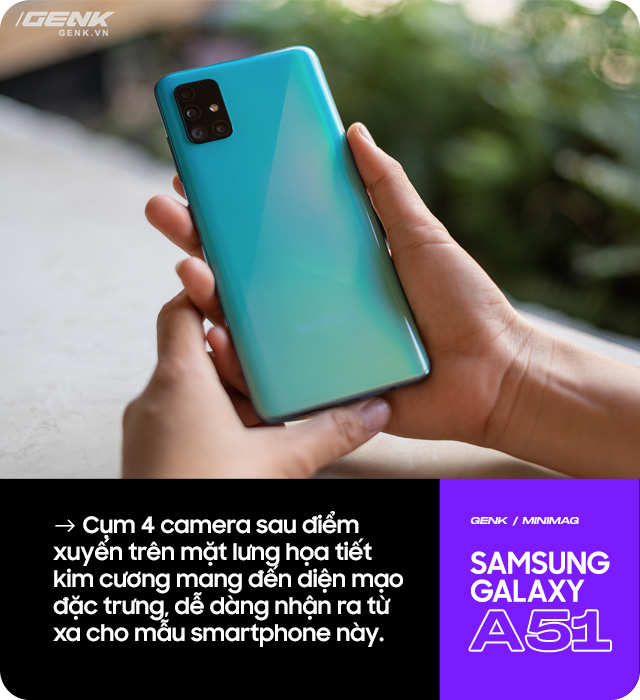 /GENK
GENK.VN
→ Cụm 4 camera sau điểm
xuyến trên mặt lưng họa tiết
kim cương mang đến diện mạo
đặc trưng, dễ dàng nhận ra từ
xa cho mẫu smartphone này.
GENK / MINIMAG
SAMSUNG
GALAXY
A51